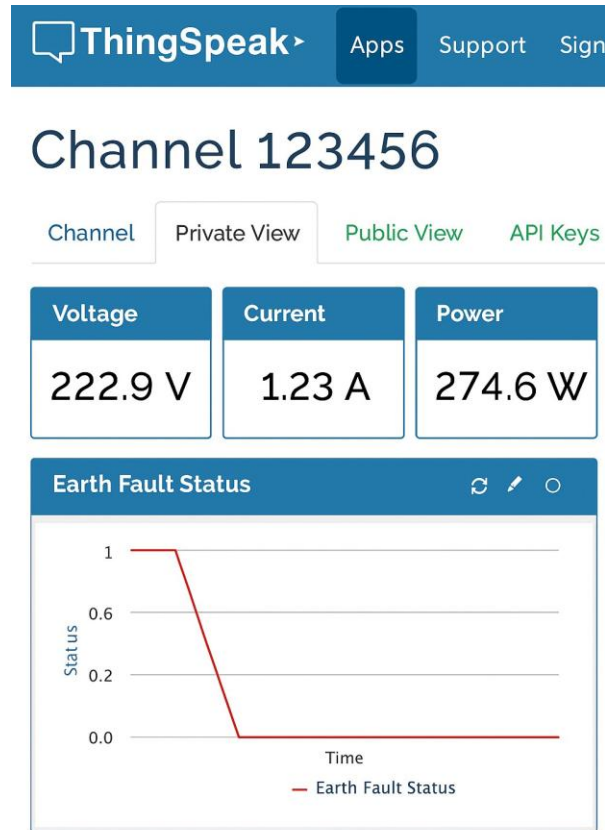 ThingSpeak Apps Support Sign
Channel 123456
Channel Private View Public View API Keys
Voltage Current Power
222.9 V 1.23 A 274.6 W
Earth Fault Status
1
0.6
0.2
0.0
Status
Time
Earth Fault Status